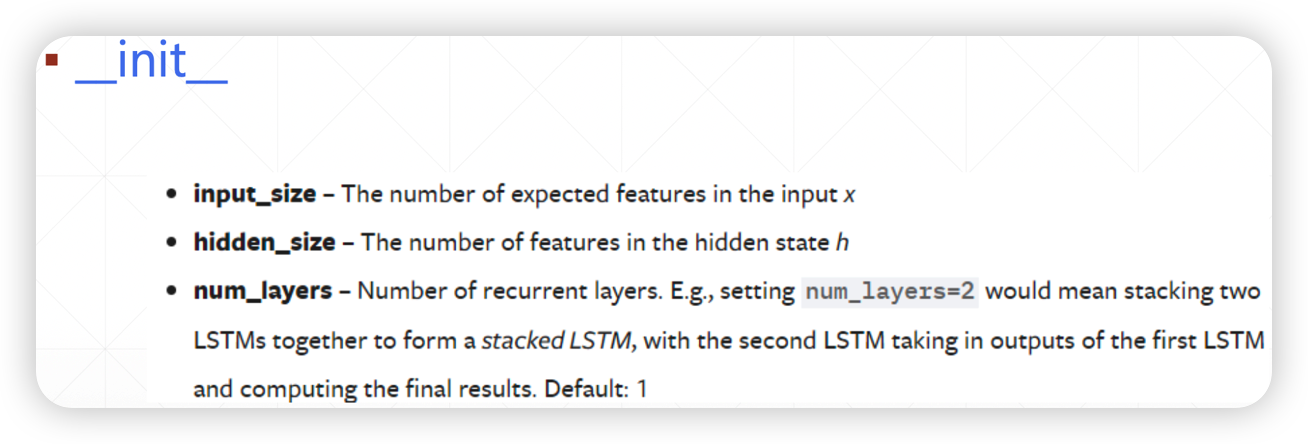 ▪ __init__
• input_size – The number of expected features in the input x
• hidden_size – The number of features in the hidden state h
• num_layers – Number of recurrent layers. E.g., setting num_layers=2 would mean stacking two
LSTMs together to form a stacked LSTM, with the second LSTM taking in outputs of the first LSTM
and computing the final results. Default: 1